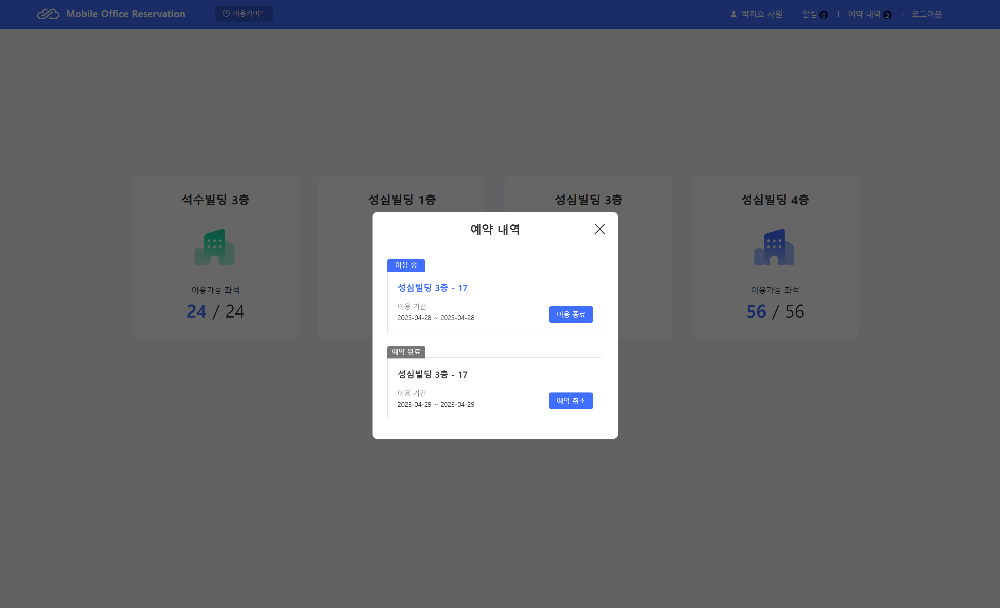 Mobile Office Reservation
? 이용가이드
박지오 사원
알림 0
예약 내역 2
로그아웃
석수빌딩 3층
성심빌딩 1층
성심빌딩 3층
성심빌딩 4층
이용가능 좌석
24 / 24
이용가능 좌석
56 / 56
예약 내역
이용 중
성심빌딩 3층 - 17
이용 기간
2023-04-28 ~ 2023-04-28
이용 종료
예약 완료
성심빌딩 3층 - 17
이용 기간
2023-04-29 ~ 2023-04-29
예약 취소